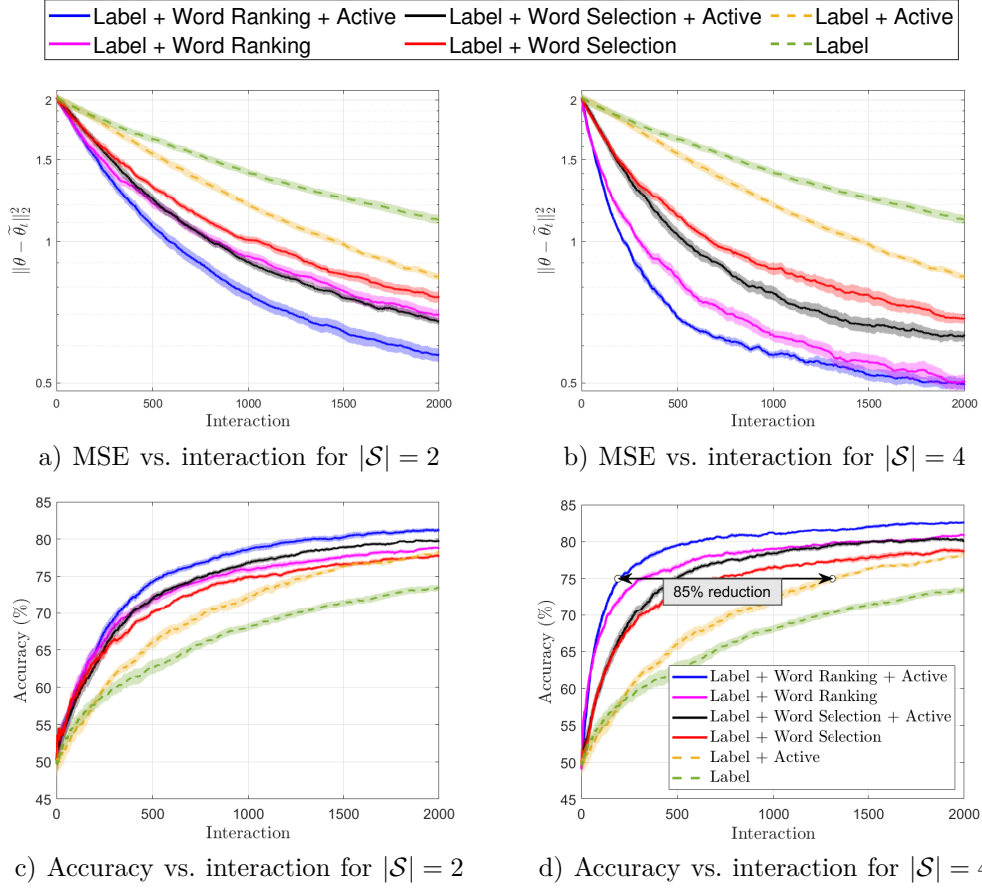 Label + Word Ranking + Active Label + Word Selection + Active Label + Active
Label + Word Ranking Label + Word Selection Label
2
1.5
1
0.5
‖θ − θ̃ₜ‖₂²
0 500 1000 1500 2000
Interaction
a) MSE vs. interaction for |𝒮| = 2
2
1.5
1
0.5
‖θ − θ̃ₜ‖₂²
0 500 1000 1500 2000
Interaction
b) MSE vs. interaction for |𝒮| = 4
85
80
75
70
65
60
55
50
45
Accuracy (%)
0 500 1000 1500 2000
Interaction
c) Accuracy vs. interaction for |𝒮| = 2
85
80
75
70
65
60
55
50
45
Accuracy (%)
85% reduction
Label + Word Ranking + Active
Label + Word Ranking
Label + Word Selection + Active
Label + Word Selection
Label + Active
Label
0 500 1000 1500 2000
Interaction
d) Accuracy vs. interaction for |𝒮| = 4